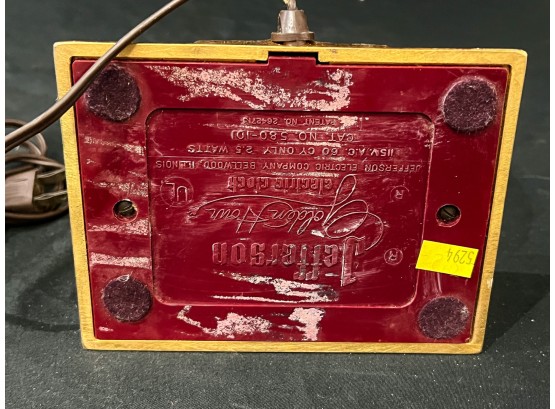 Jefferson ®
Golden Hour ®
electric clock UL
JEFFERSON ELECTRIC COMPANY, BELLWOOD, ILLINOIS
115V. A.C. 60 CY ONLY 2.5 WATTS
CAT. NO. 580-101
PATENT NO. 2642713
5294